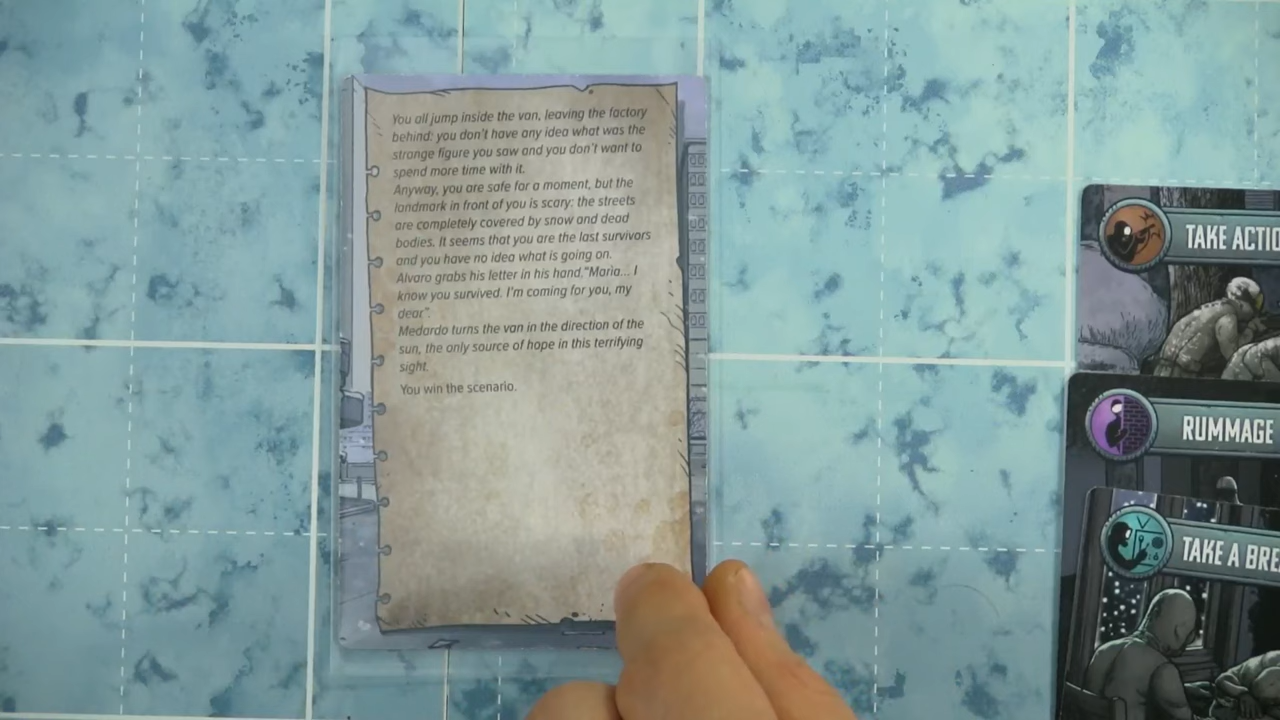 You all jump inside the van, leaving the factory
behind: you don't have any idea what was the
strange figure you saw and you don't want to
spend more time with it.
Anyway, you are safe for a moment, but the
landmark in front of you is scary: the streets
are completely covered by snow and dead
bodies. It seems that you are the last survivors
and you have no idea what is going on.
Alvaro grabs his letter in his hand."Maria... I
know you survived. I'm coming for you, my
dear".
Medardo turns the van in the direction of the
sun, the only source of hope in this terrifying
sight.
You win the scenario.
TAKE ACTIO
RUMMAGE
TAKE A BRE